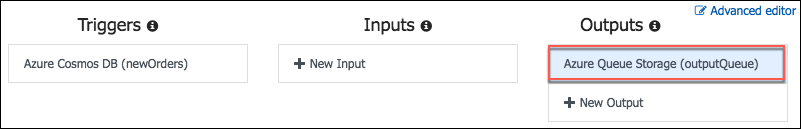 Advanced editor
Triggers
Inputs
Outputs
Azure Cosmos DB (newOrders)
+ New Input
Azure Queue Storage (outputQueue)
+ New Output